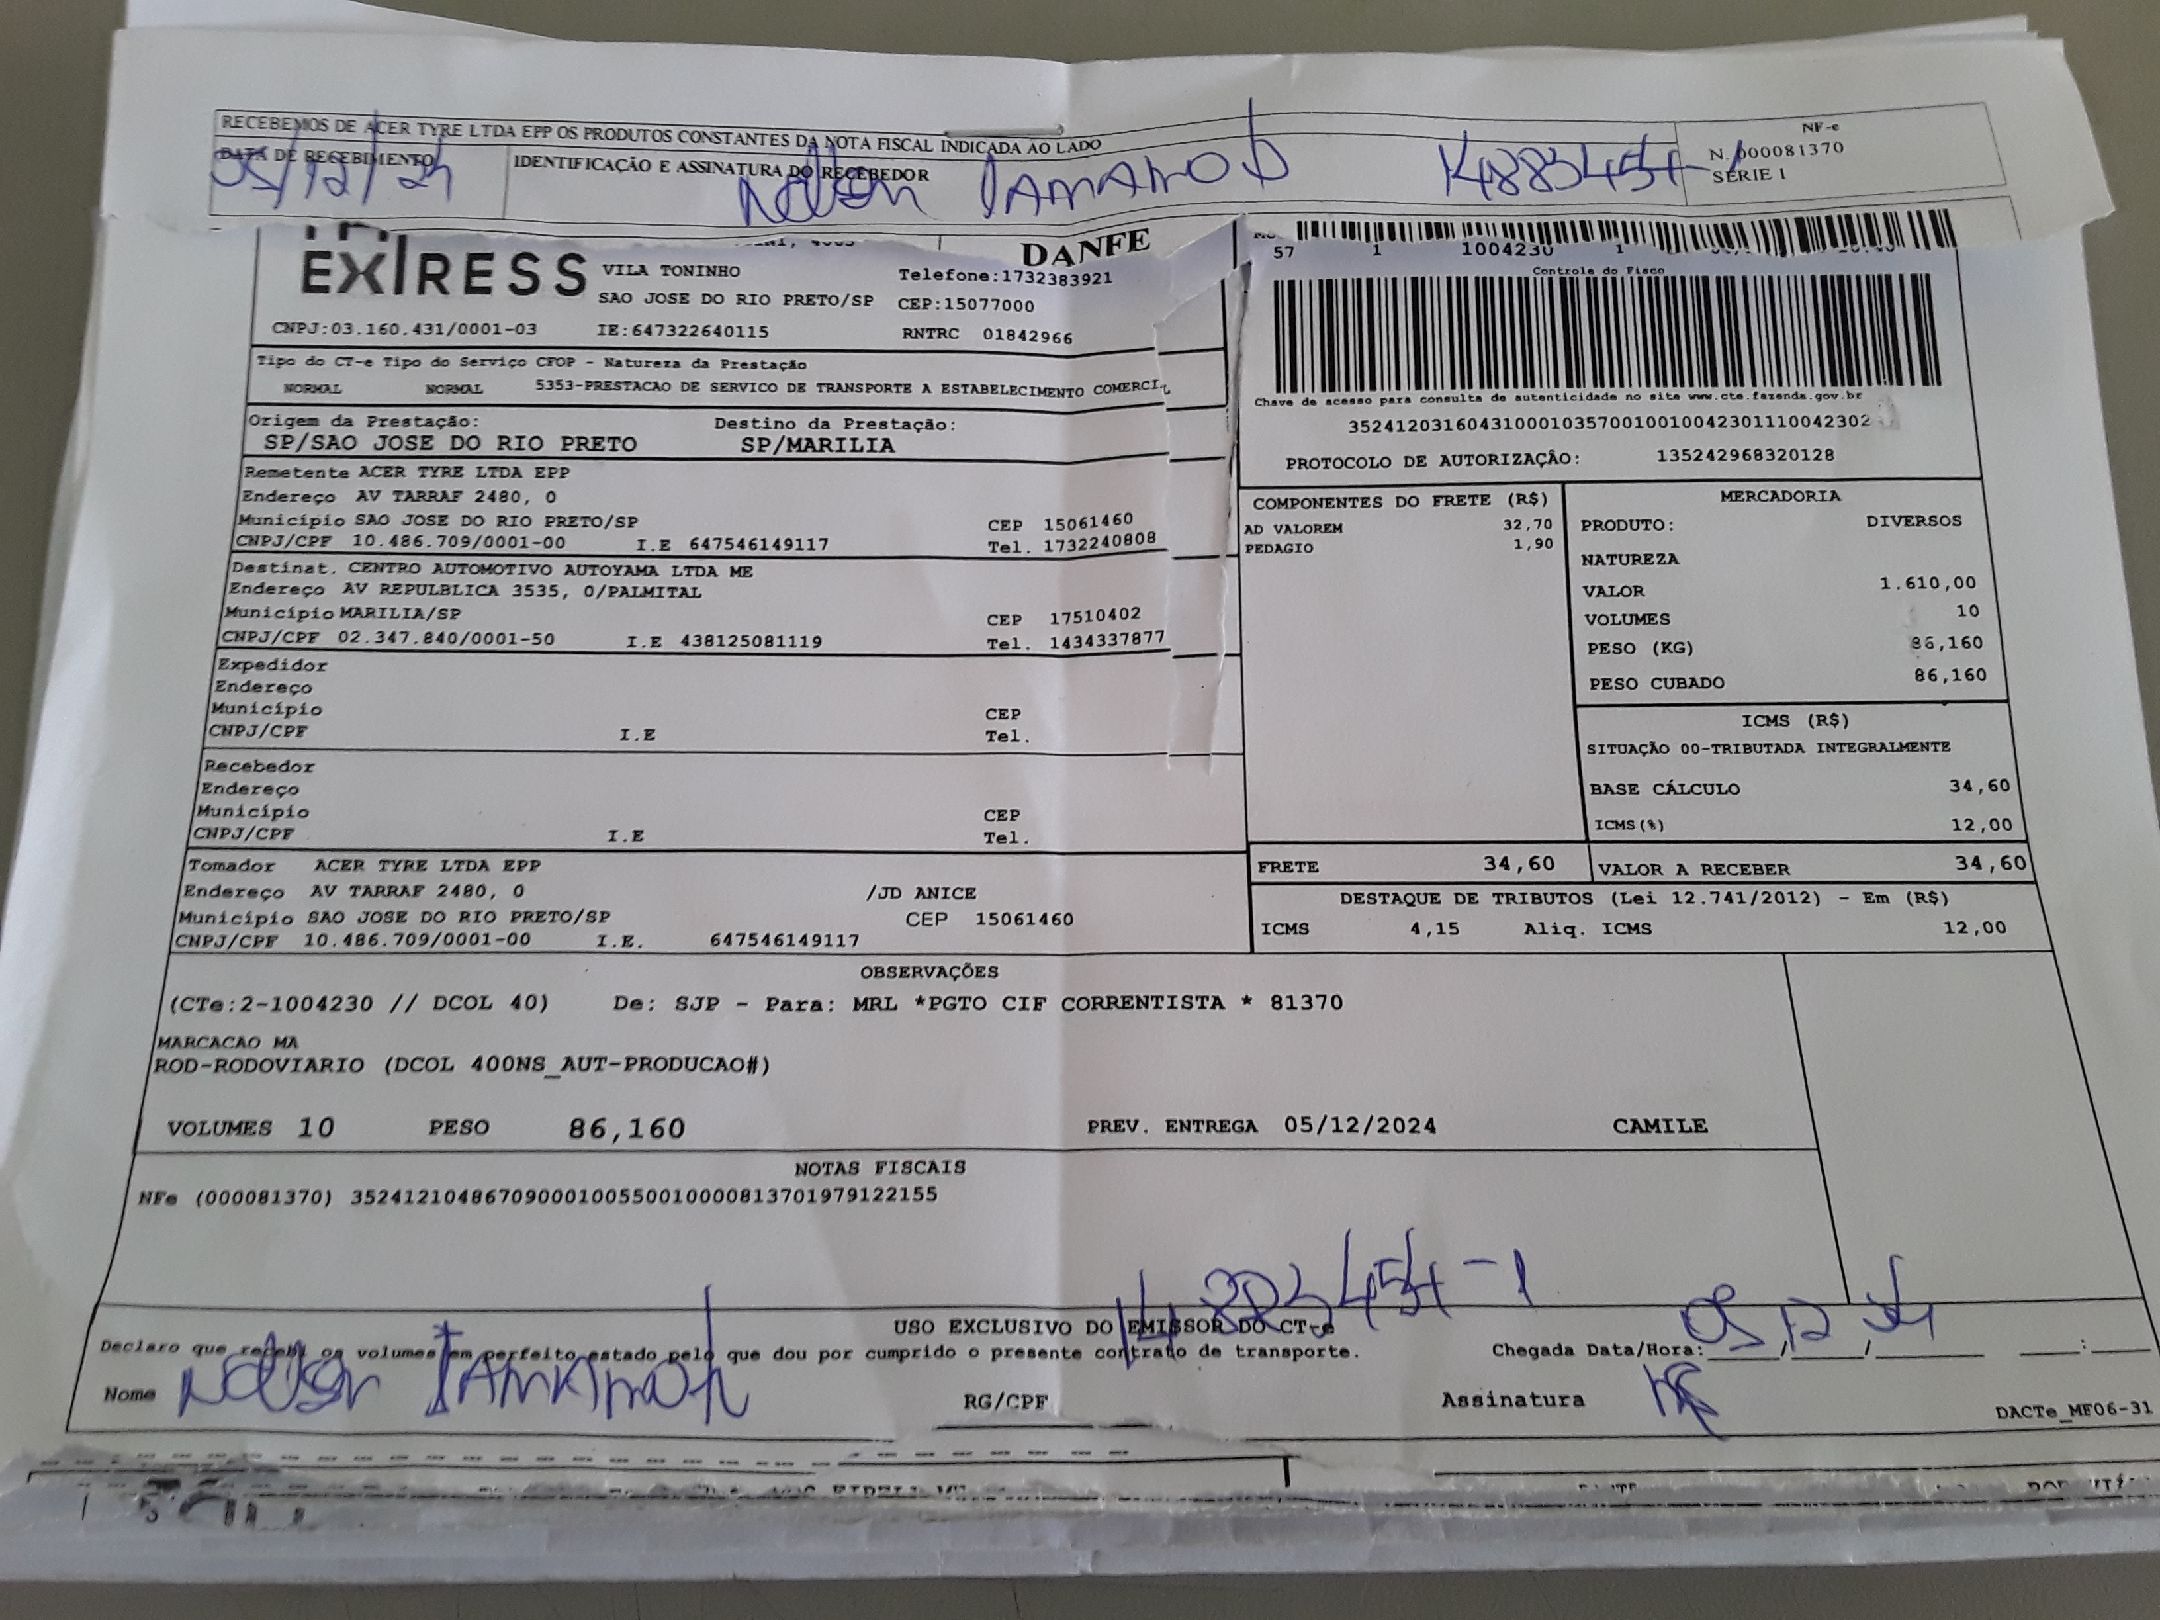 RECEBEMOS DE ACER TYRE LTDA EPP OS PRODUTOS CONSTANTES DA NOTA FISCAL INDICADA AO LADO
NF-e
N. 000081370
SÉRIE 1
DATA DE RECEBIMENTO
IDENTIFICAÇÃO E ASSINATURA DO RECEBEDOR
05/12/24
14883454-1
DANFE
EXPRESS
VILA TONINHO
Telefone:1732383921
SAO JOSE DO RIO PRETO/SP CEP:15077000
CNPJ:03.160.431/0001-03 IE:647322640115 RNTRC 01842966
57 1 1004230 1
Controle do Fisco
Chave de acesso para consulta de autenticidade no site www.cte.fazenda.gov.br
35241203160431000103570010010042301110042302
PROTOCOLO DE AUTORIZAÇÃO: 135242968320128
Tipo do CT-e Tipo do Serviço CFOP - Natureza da Prestação
NORMAL NORMAL 5353-PRESTACAO DE SERVICO DE TRANSPORTE A ESTABELECIMENTO COMERCI
Origem da Prestação: Destino da Prestação:
SP/SAO JOSE DO RIO PRETO SP/MARILIA
Remetente ACER TYRE LTDA EPP
Endereço AV TARRAF 2480, 0
Município SAO JOSE DO RIO PRETO/SP CEP 15061460
CNPJ/CPF 10.486.709/0001-00 I.E 647546149117 Tel. 1732240808
Destinat. CENTRO AUTOMOTIVO AUTOYAMA LTDA ME
Endereço AV REPULBLICA 3535, 0/PALMITAL
Município MARILIA/SP CEP 17510402
CNPJ/CPF 02.347.840/0001-50 I.E 438125081119 Tel. 1434337877
Expedidor
Endereço
Município CEP
CNPJ/CPF I.E Tel.
Recebedor
Endereço
Município CEP
CNPJ/CPF I.E Tel.
Tomador ACER TYRE LTDA EPP
Endereço AV TARRAF 2480, 0 /JD ANICE
Município SAO JOSE DO RIO PRETO/SP CEP 15061460
CNPJ/CPF 10.486.709/0001-00 I.E. 647546149117
COMPONENTES DO FRETE (R$)
AD VALOREM 32,70
PEDAGIO 1,90
MERCADORIA
PRODUTO: DIVERSOS
NATUREZA
VALOR 1.610,00
VOLUMES 10
PESO (KG) 86,160
PESO CUBADO 86,160
ICMS (R$)
SITUAÇÃO 00-TRIBUTADA INTEGRALMENTE
BASE CÁLCULO 34,60
ICMS(%) 12,00
FRETE 34,60 VALOR A RECEBER 34,60
DESTAQUE DE TRIBUTOS (Lei 12.741/2012) - Em (R$)
ICMS 4,15 Aliq. ICMS 12,00
OBSERVAÇÕES
(CTe:2-1004230 // DCOL 40) De: SJP - Para: MRL *PGTO CIF CORRENTISTA * 81370
MARCACAO MA
ROD-RODOVIARIO (DCOL 400NS_AUT-PRODUCAO#)
VOLUMES 10 PESO 86,160 PREV. ENTREGA 05/12/2024 CAMILE
NOTAS FISCAIS
NFe (000081370) 35241210486709000100550010000813701979122155
14883454-1
05 12 24
USO EXCLUSIVO DO EMISSOR DO CT-e
Declaro que recebi os volumes em perfeito estado pelo que dou por cumprido o presente contrato de transporte. Chegada Data/Hora:
Nome RG/CPF Assinatura
DACTe_MF06-31